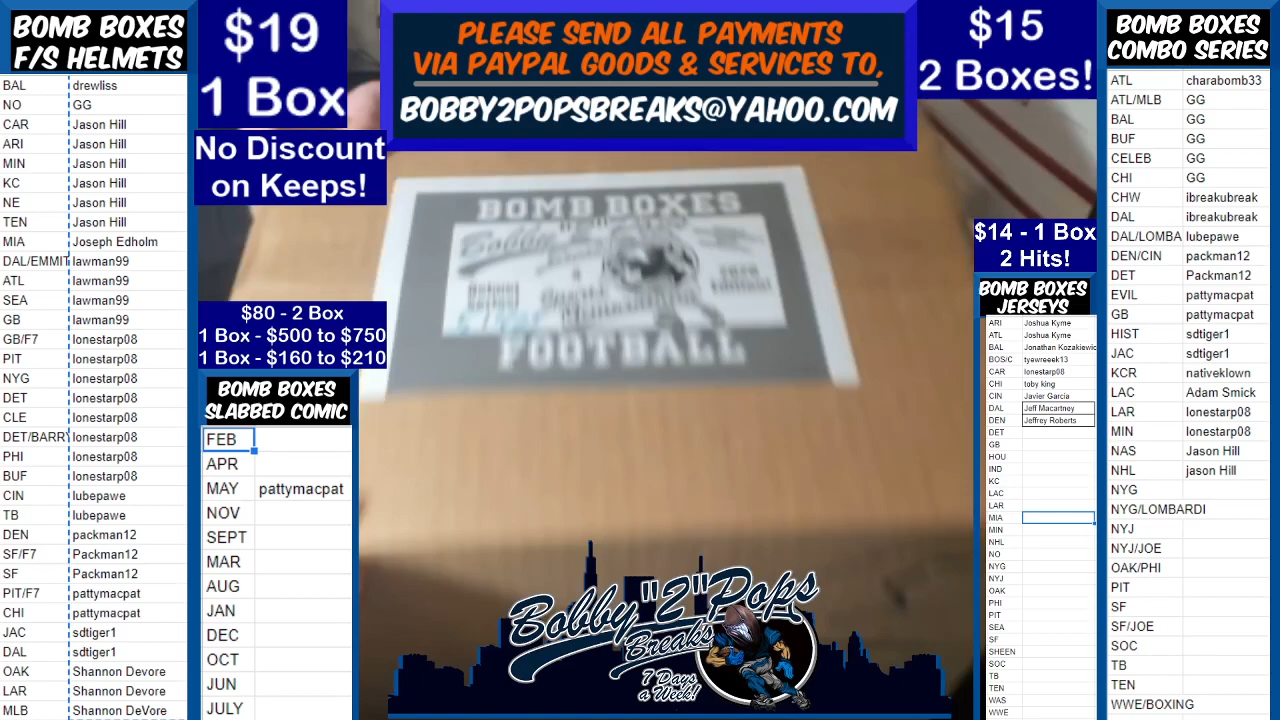 BOMB BOXES
F/S HELMETS
BAL drewliss
NO GG
CAR Jason Hill
ARI Jason Hill
MIN Jason Hill
KC Jason Hill
NE Jason Hill
TEN Jason Hill
MIA Joseph Edholm
DAL/EMMIT lawman99
ATL lawman99
SEA lawman99
GB lawman99
GB/F7 lonestarp08
PIT lonestarp08
NYG lonestarp08
DET lonestarp08
CLE lonestarp08
DET/BARRY lonestarp08
PHI lonestarp08
BUF lonestarp08
CIN lubepawe
TB lubepawe
DEN packman12
SF/F7 Packman12
SF Packman12
PIT/F7 pattymacpat
CHI pattymacpat
JAC sdtiger1
DAL sdtiger1
OAK Shannon Devore
LAR Shannon Devore
MLB Shannon DeVore
$19
1 Box
No Discount
on Keeps!
$80 - 2 Box
1 Box - $500 to $750
1 Box - $160 to $210
BOMB BOXES
SLABBED COMIC
FEB
APR
MAY pattymacpat
NOV
SEPT
MAR
AUG
JAN
DEC
OCT
JUN
JULY
PLEASE SEND ALL PAYMENTS
VIA PAYPAL GOODS & SERVICES TO,
BOBBY2POPSBREAKS@YAHOO.COM
BOMB BOXES
FOOTBALL
Bobby "2" Pops
Breaks
7 Days
a Week!
$15
2 Boxes!
$14 - 1 Box
2 Hits!
BOMB BOXES
JERSEYS
ARI Joshua Kyme
ATL Joshua Kyme
BAL Jonathan Kozakiewic
BOS/C tyewreeek13
CAR lonestarp08
CHI toby king
CIN Javier Garcia
DAL Jeff Macartney
DEN Jeffrey Roberts
DET
GB
HOU
IND
KC
LAC
LAR
MIA
MIN
NHL
NO
NYG
NYJ
OAK
PHI
PIT
SEA
SF
SHEEN
SOC
TB
TEN
WAS
WWE
BOMB BOXES
COMBO SERIES
ATL charabomb33
ATL/MLB GG
BAL GG
BUF GG
CELEB GG
CHI GG
CHW ibreakubreak
DAL ibreakubreak
DAL/LOMBA lubepawe
DEN/CIN packman12
DET Packman12
EVIL pattymacpat
GB pattymacpat
HIST sdtiger1
JAC sdtiger1
KCR nativeklown
LAC Adam Smick
LAR lonestarp08
MIN lonestarp08
NAS Jason Hill
NHL jason Hill
NYG
NYG/LOMBARDI
NYJ
NYJ/JOE
OAK/PHI
PIT
SF
SF/JOE
SOC
TB
TEN
WWE/BOXING